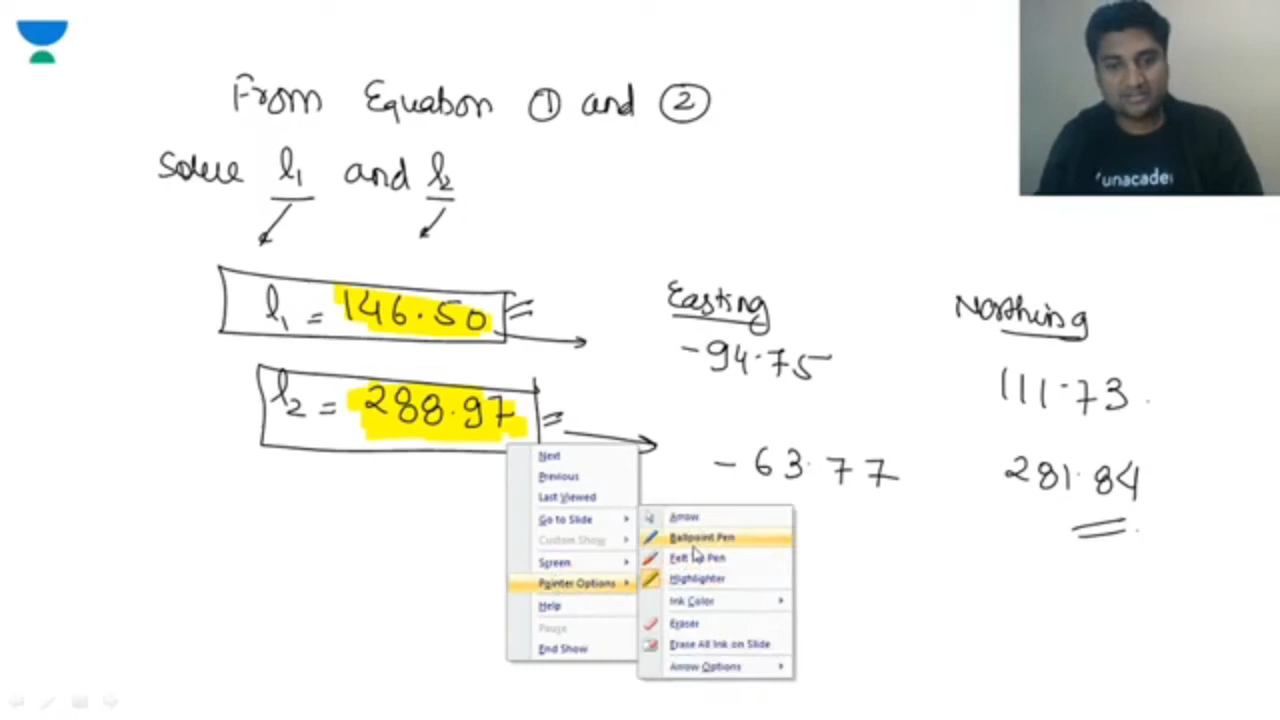 From Equation ① and ②
Solve l₁ and l₂
l₁ = 146.50
l₂ = 288.97
Easting
Northing
-94.75
111.73
-63.77
281.84
unacade
Next
Previous
Last Viewed
Go to Slide
Custom Show
Screen
Pointer Options
Help
Pause
End Show
Arrow
Ballpoint Pen
Felt Tip Pen
Highlighter
Ink Color
Eraser
Erase All Ink on Slide
Arrow Options